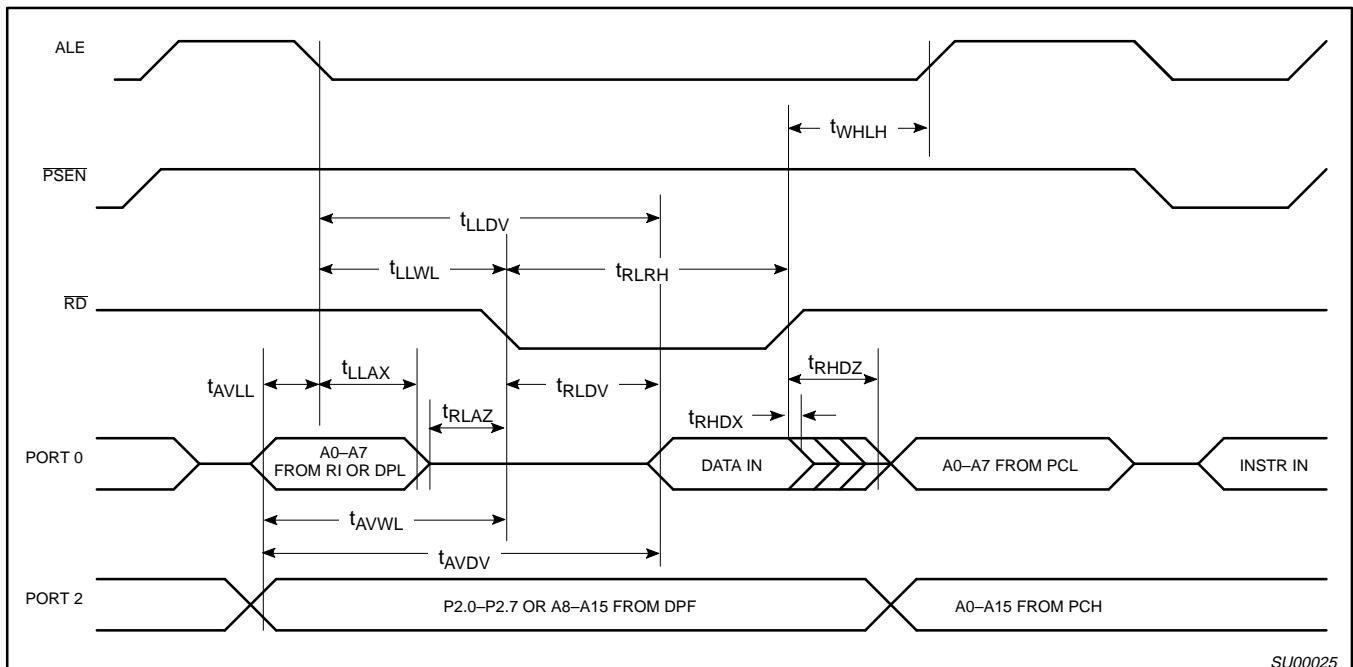 ALE
tWHLH
PSEN
tLLDV
tLLWL
tRLRH
RD
tAVLL
tLLAX
tRLAZ
tRLDV
tRHDZ
tRHDX
PORT 0
A0–A7
FROM RI OR DPL
DATA IN
A0–A7 FROM PCL
INSTR IN
tAVWL
tAVDV
PORT 2
P2.0–P2.7 OR A8–A15 FROM DPF
A0–A15 FROM PCH
SU00025